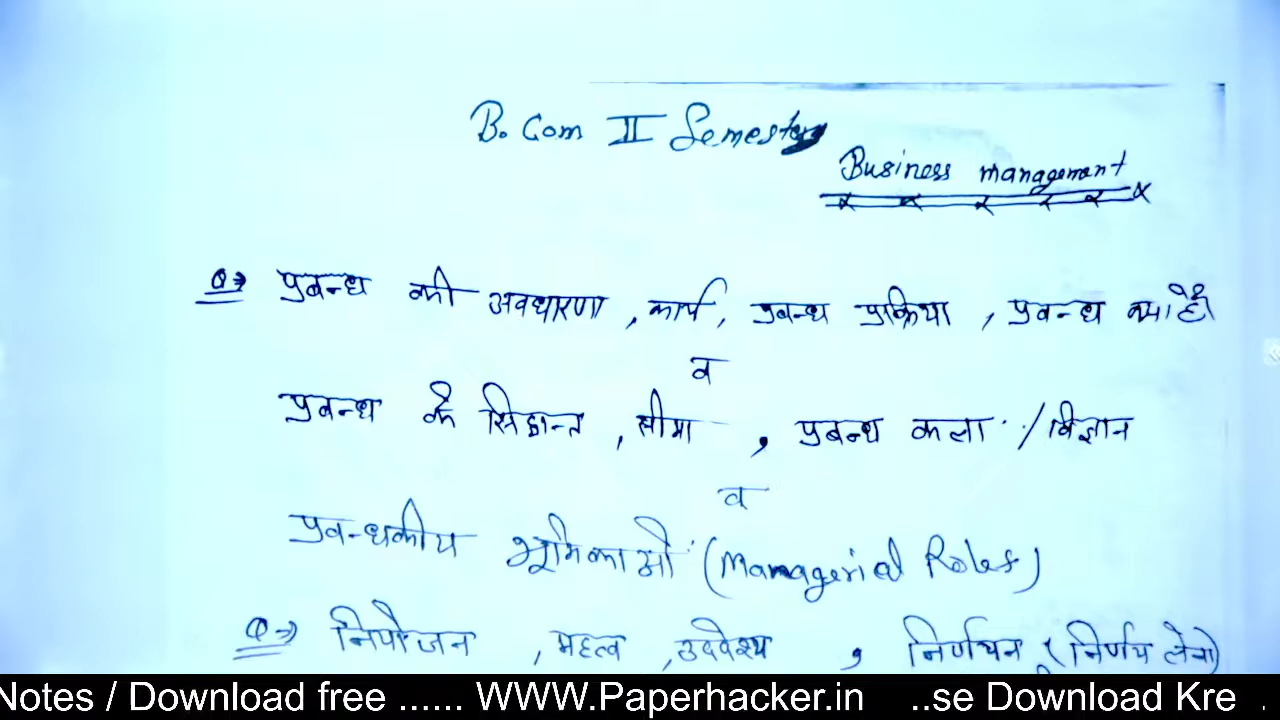 B. Com II Semester
Business management
Q⇒ प्रबन्ध की अवधारणा , कार्य , प्रबन्ध प्रक्रिया , प्रबन्ध क्या है
व
प्रबन्ध के सिद्धान्त , सीमा , प्रबन्ध कला / विज्ञान
व
प्रबन्धकीय भूमिकाओं (Managerial Roles)
Q⇒ नियोजन , महत्व , उददेश्य , निर्णयन , (निर्णय लेना)
Notes / Download free ...... WWW.Paperhacker.in ..se Download Kre .